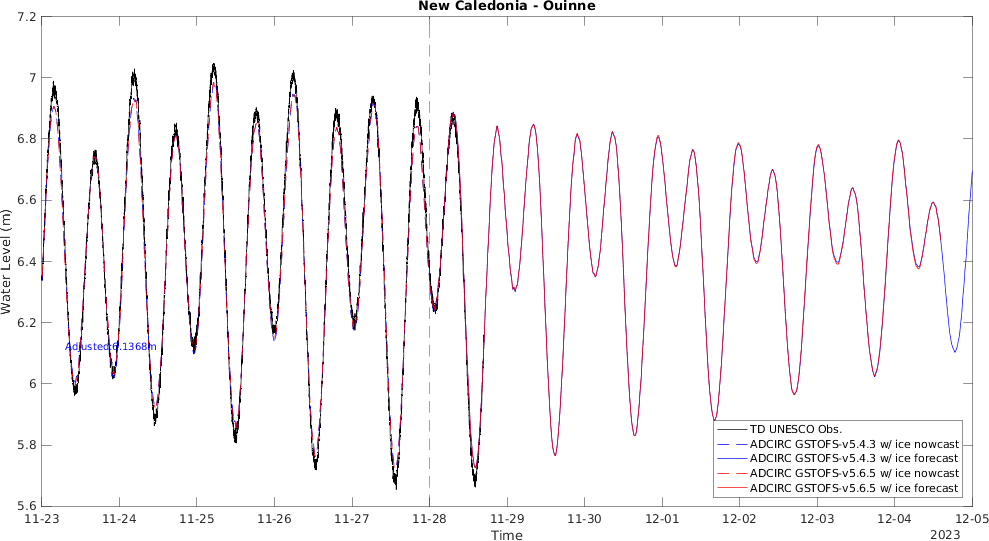 New Caledonia - Ouinne
7.2
7
6.8
6.6
6.4
6.2
6
5.8
5.6
Water Level (m)
Adjusted:6.1368m
TD UNESCO Obs.
ADCIRC GSTOFS-v5.4.3 w/ ice nowcast
ADCIRC GSTOFS-v5.4.3 w/ ice forecast
ADCIRC GSTOFS-v5.6.5 w/ ice nowcast
ADCIRC GSTOFS-v5.6.5 w/ ice forecast
11-23 11-24 11-25 11-26 11-27 11-28 11-29 11-30 12-01 12-02 12-03 12-04 12-05
Time
2023